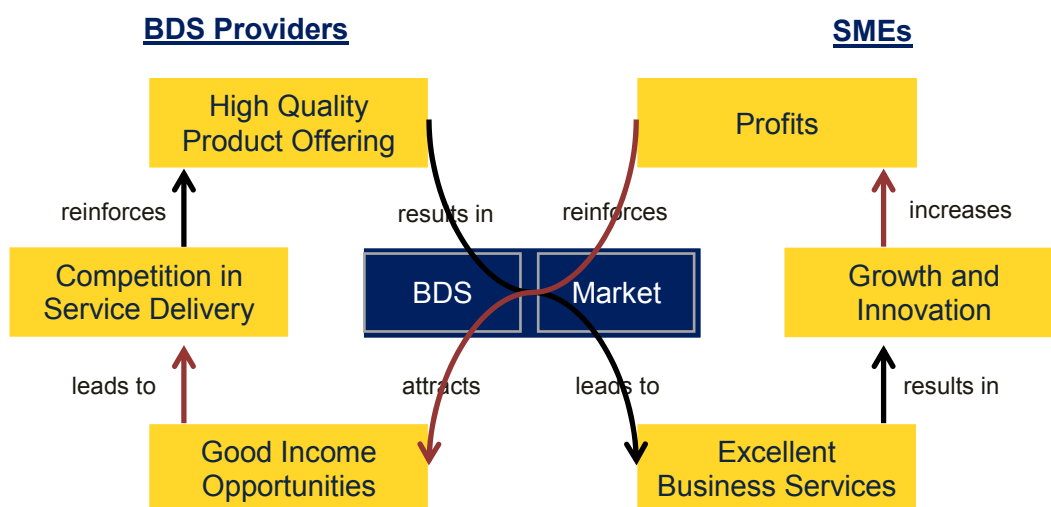 BDS Providers
SMEs
High Quality
Product Offering
Profits
reinforces
results in
reinforces
increases
Competition in
Service Delivery
BDS
Market
Growth and
Innovation
leads to
attracts
leads to
results in
Good Income
Opportunities
Excellent
Business Services